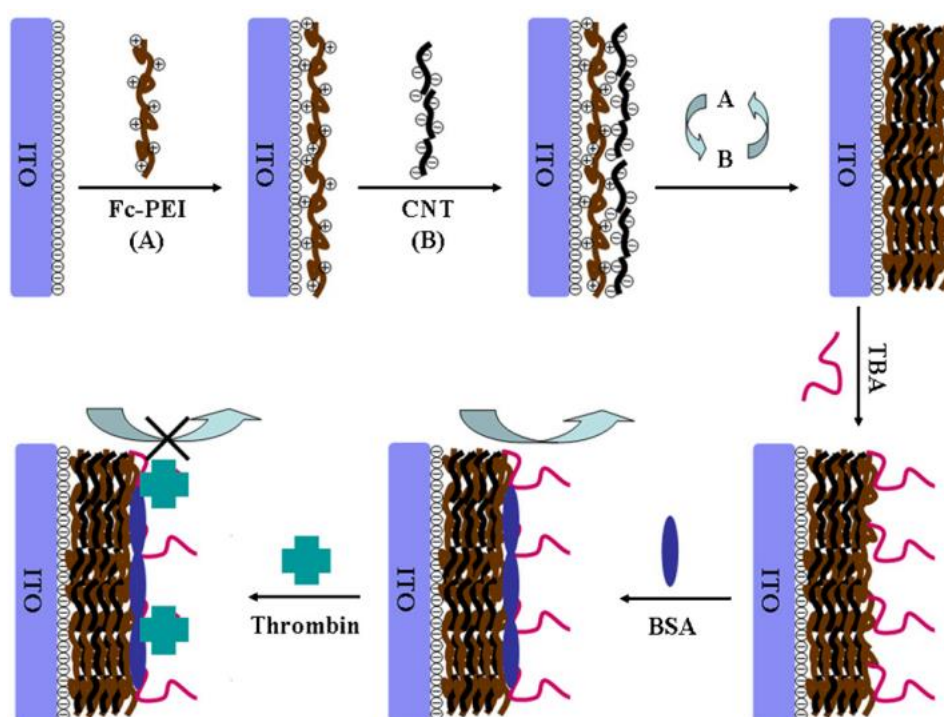 ITO
Fc-PEI
(A)
ITO
CNT
(B)
ITO
A
B
ITO
TBA
ITO
BSA
ITO
Thrombin
ITO